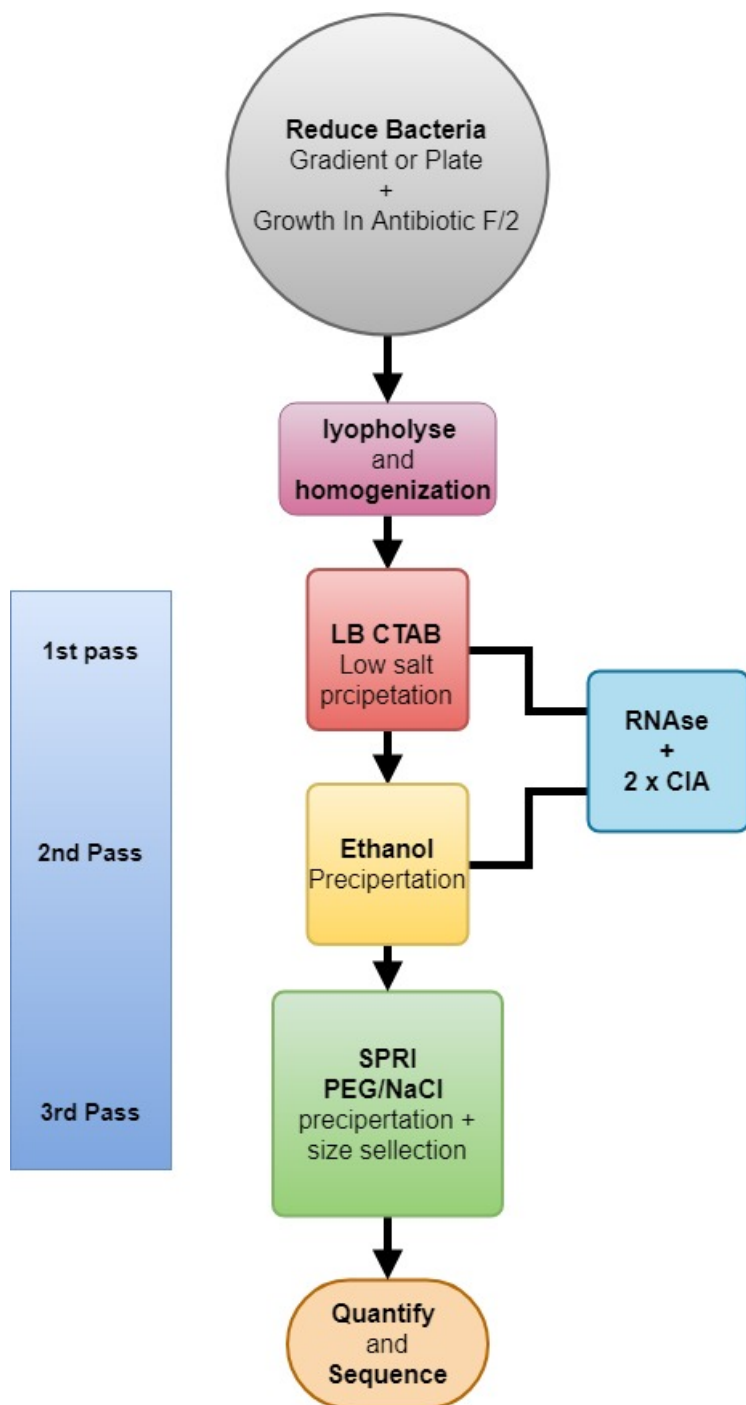 Reduce Bacteria
Gradient or Plate
+
Growth In Antibiotic F/2
lyopholyse
and
homogenization
1st pass
LB CTAB
Low salt
prcipetation
RNAse
+
2 x CIA
2nd Pass
Ethanol
Precipertation
SPRI
PEG/NaCl
precipertation +
size sellection
3rd Pass
Quantify
and
Sequence